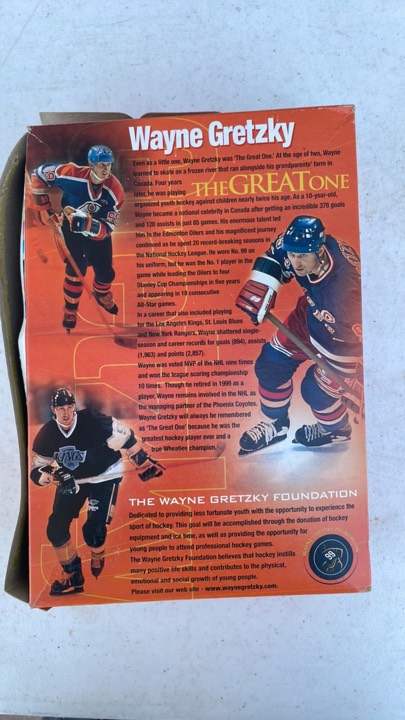 Wayne Gretzky
Even as a little one, Wayne Gretzky was 'The Great One.' At the age of two, Wayne
learned to skate on a frozen river that ran alongside his grandparents' farm in
Canada. Four years
later, he was playing
THE GREAT ONE
organized youth hockey against children nearly twice his age. As a 10-year-old,
Wayne became a national celebrity in Canada after getting an incredible 378 goals
and 120 assists in just 85 games. His enormous talent led
him to the Edmonton Oilers and his magnificent journey
continued as he spent 20 record-breaking seasons in
the National Hockey League. He wore No. 99 on
his uniform, but he was the No. 1 player in the
game while leading the Oilers to four
Stanley Cup Championships in five years
and appearing in 18 consecutive
All-Star games.
In a career that also included playing
for the Los Angeles Kings, St. Louis Blues
and New York Rangers, Wayne shattered single-
season and career records for goals (894), assists
(1,963) and points (2,857).
Wayne was voted MVP of the NHL nine times
and won the league scoring championship
10 times. Though he retired in 1999 as a
player, Wayne remains involved in the NHL as
the managing partner of the Phoenix Coyotes.
Wayne Gretzky will always be remembered
as 'The Great One' because he was the
greatest hockey player ever and a
true Wheaties champion.
KINGS
THE WAYNE GRETZKY FOUNDATION
Dedicated to providing less fortunate youth with the opportunity to experience the
sport of hockey. This goal will be accomplished through the donation of hockey
equipment and ice time, as well as providing the opportunity for
young people to attend professional hockey games.
The Wayne Gretzky Foundation believes that hockey instills
many positive life skills and contributes to the physical,
emotional and social growth of young people.
Please visit our web site - www.waynegretzky.com.
99